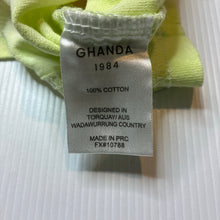 GHANDA
1984
100% COTTON
DESIGNED IN
TORQUAY/ AUS
WADAWURRUNG COUNTRY
MADE IN PRC
FX#10788